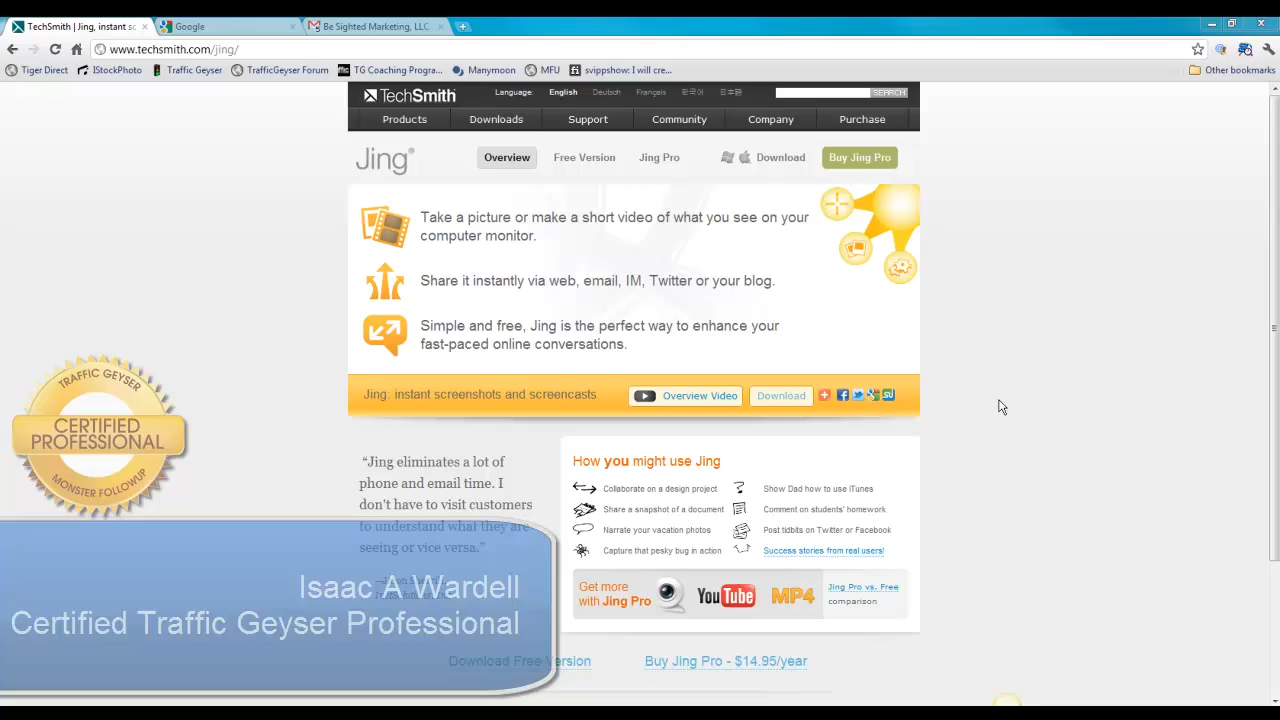 TechSmith | Jing, instant sc
Google
Be Sighted Marketing, LLC
www.techsmith.com/jing/
Tiger Direct
IStockPhoto
Traffic Geyser
TrafficGeyser Forum
TG Coaching Progra...
Manymoon
MFU
svippshow: I will cre...
Other bookmarks
TechSmith
Language: English Deutsch Français 한국어 日本語
SEARCH
Products Downloads Support Community Company Purchase
Jing®
Overview Free Version Jing Pro Download Buy Jing Pro
Take a picture or make a short video of what you see on your
computer monitor.
Share it instantly via web, email, IM, Twitter or your blog.
Simple and free, Jing is the perfect way to enhance your
fast-paced online conversations.
Jing: instant screenshots and screencasts
Overview Video
Download
TRAFFIC GEYSER
CERTIFIED
PROFESSIONAL
MONSTER FOLLOWUP
“Jing eliminates a lot of
phone and email time. I
don't have to visit customers
to understand what they are
seeing or vice versa.”
How you might use Jing
Collaborate on a design project
Share a snapshot of a document
Narrate your vacation photos
Capture that pesky bug in action
Show Dad how to use iTunes
Comment on students' homework
Post tidbits on Twitter or Facebook
Success stories from real users!
Get more
with Jing Pro
YouTube
MP4
Jing Pro vs. Free
comparison
Isaac A Wardell
Certified Traffic Geyser Professional
Download Free Version
Buy Jing Pro - $14.95/year